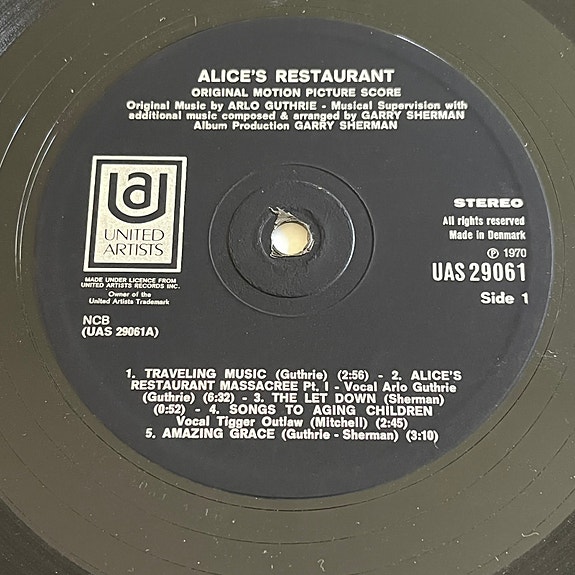 ALICE'S RESTAURANT
ORIGINAL MOTION PICTURE SCORE
Original Music by ARLO GUTHRIE - Musical Supervision with
additional music composed & arranged by GARRY SHERMAN
Album Production GARRY SHERMAN
ua
UNITED
ARTISTS
MADE UNDER LICENCE FROM
UNITED ARTISTS RECORDS INC.
Owner of the
United Artists Trademark
NCB
(UAS 29061A)
STEREO
All rights reserved
Made in Denmark
℗ 1970
UAS 29061
Side 1
1. TRAVELING MUSIC (Guthrie) (2:56) - 2. ALICE'S
RESTAURANT MASSACREE Pt. I - Vocal Arlo Guthrie
(Guthrie) (6:32) - 3. THE LET DOWN (Sherman)
(0:52) - 4. SONGS TO AGING CHILDREN
Vocal Tigger Outlaw (Mitchell) (2:45)
5. AMAZING GRACE (Guthrie - Sherman) (3:10)